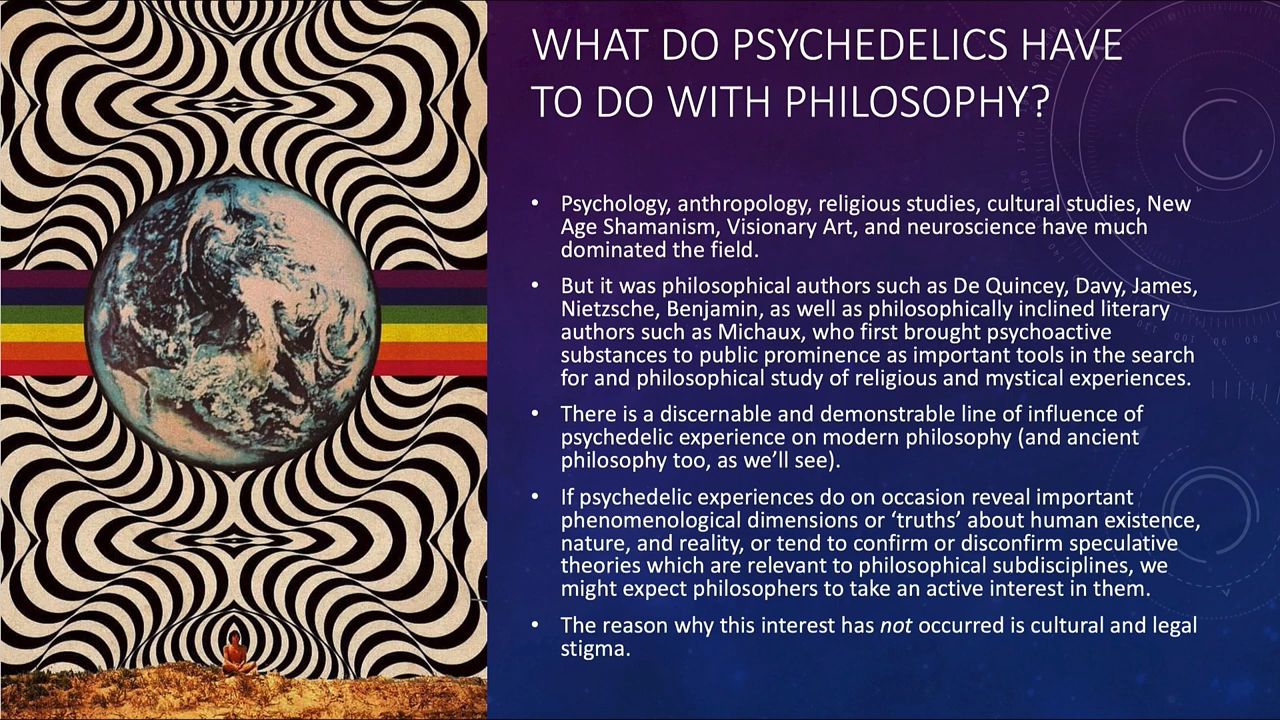 WHAT DO PSYCHEDELICS HAVE
TO DO WITH PHILOSOPHY?
• Psychology, anthropology, religious studies, cultural studies, New
Age Shamanism, Visionary Art, and neuroscience have much
dominated the field.
• But it was philosophical authors such as De Quincey, Davy, James,
Nietzsche, Benjamin, as well as philosophically inclined literary
authors such as Michaux, who first brought psychoactive
substances to public prominence as important tools in the search
for and philosophical study of religious and mystical experiences.
• There is a discernable and demonstrable line of influence of
psychedelic experience on modern philosophy (and ancient
philosophy too, as we’ll see).
• If psychedelic experiences do on occasion reveal important
phenomenological dimensions or ‘truths’ about human existence,
nature, and reality, or tend to confirm or disconfirm speculative
theories which are relevant to philosophical subdisciplines, we
might expect philosophers to take an active interest in them.
• The reason why this interest has not occurred is cultural and legal
stigma.
170
160
140